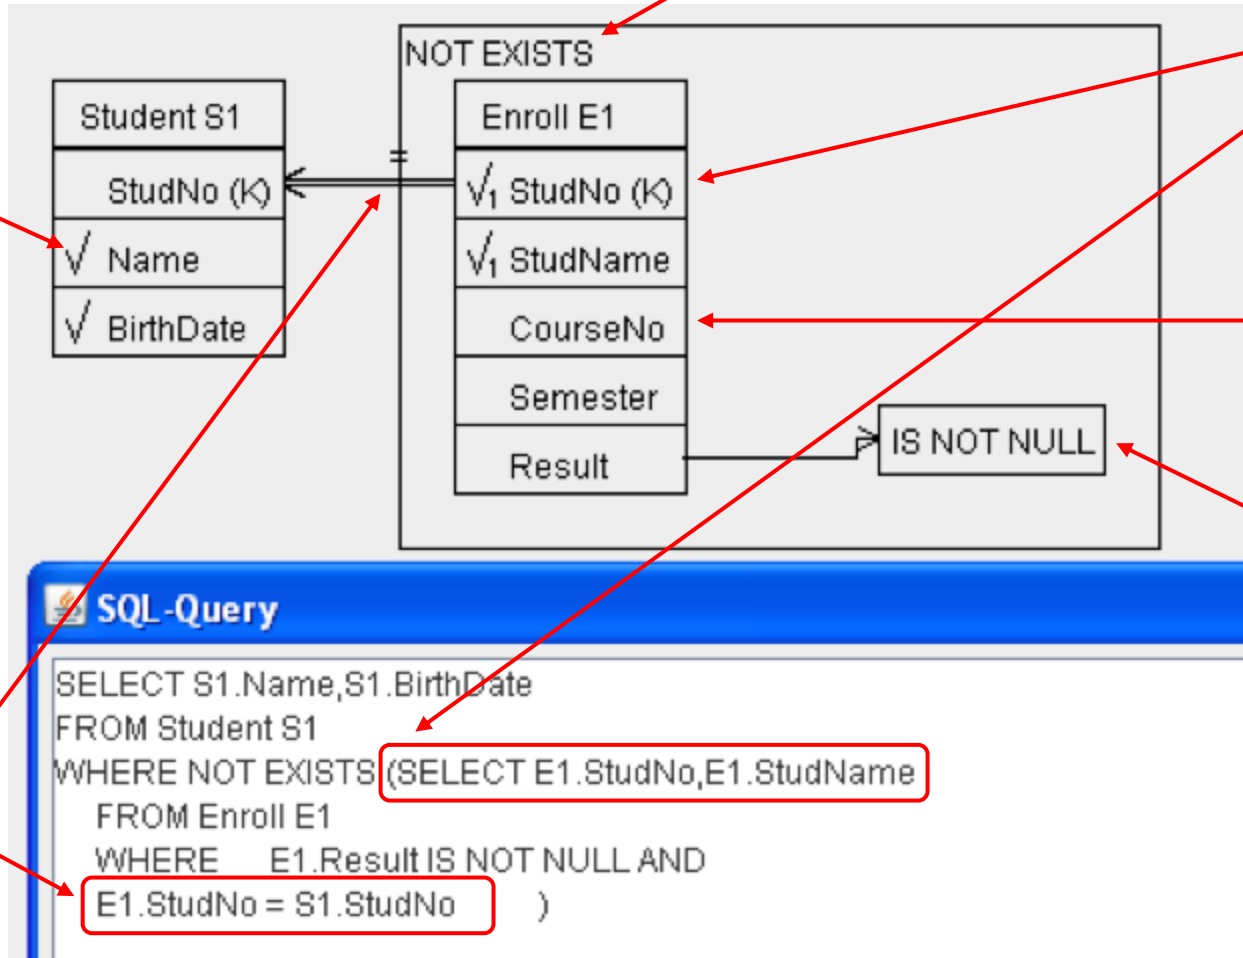 NOT EXISTS
Student S1
StudNo (K)
√ Name
√ BirthDate
=
Enroll E1
√1 StudNo (K)
√1 StudName
CourseNo
Semester
Result
IS NOT NULL
SQL-Query
SELECT S1.Name,S1.BirthDate
FROM Student S1
WHERE NOT EXISTS (SELECT E1.StudNo,E1.StudName
FROM Enroll E1
WHERE E1.Result IS NOT NULL AND
E1.StudNo = S1.StudNo )